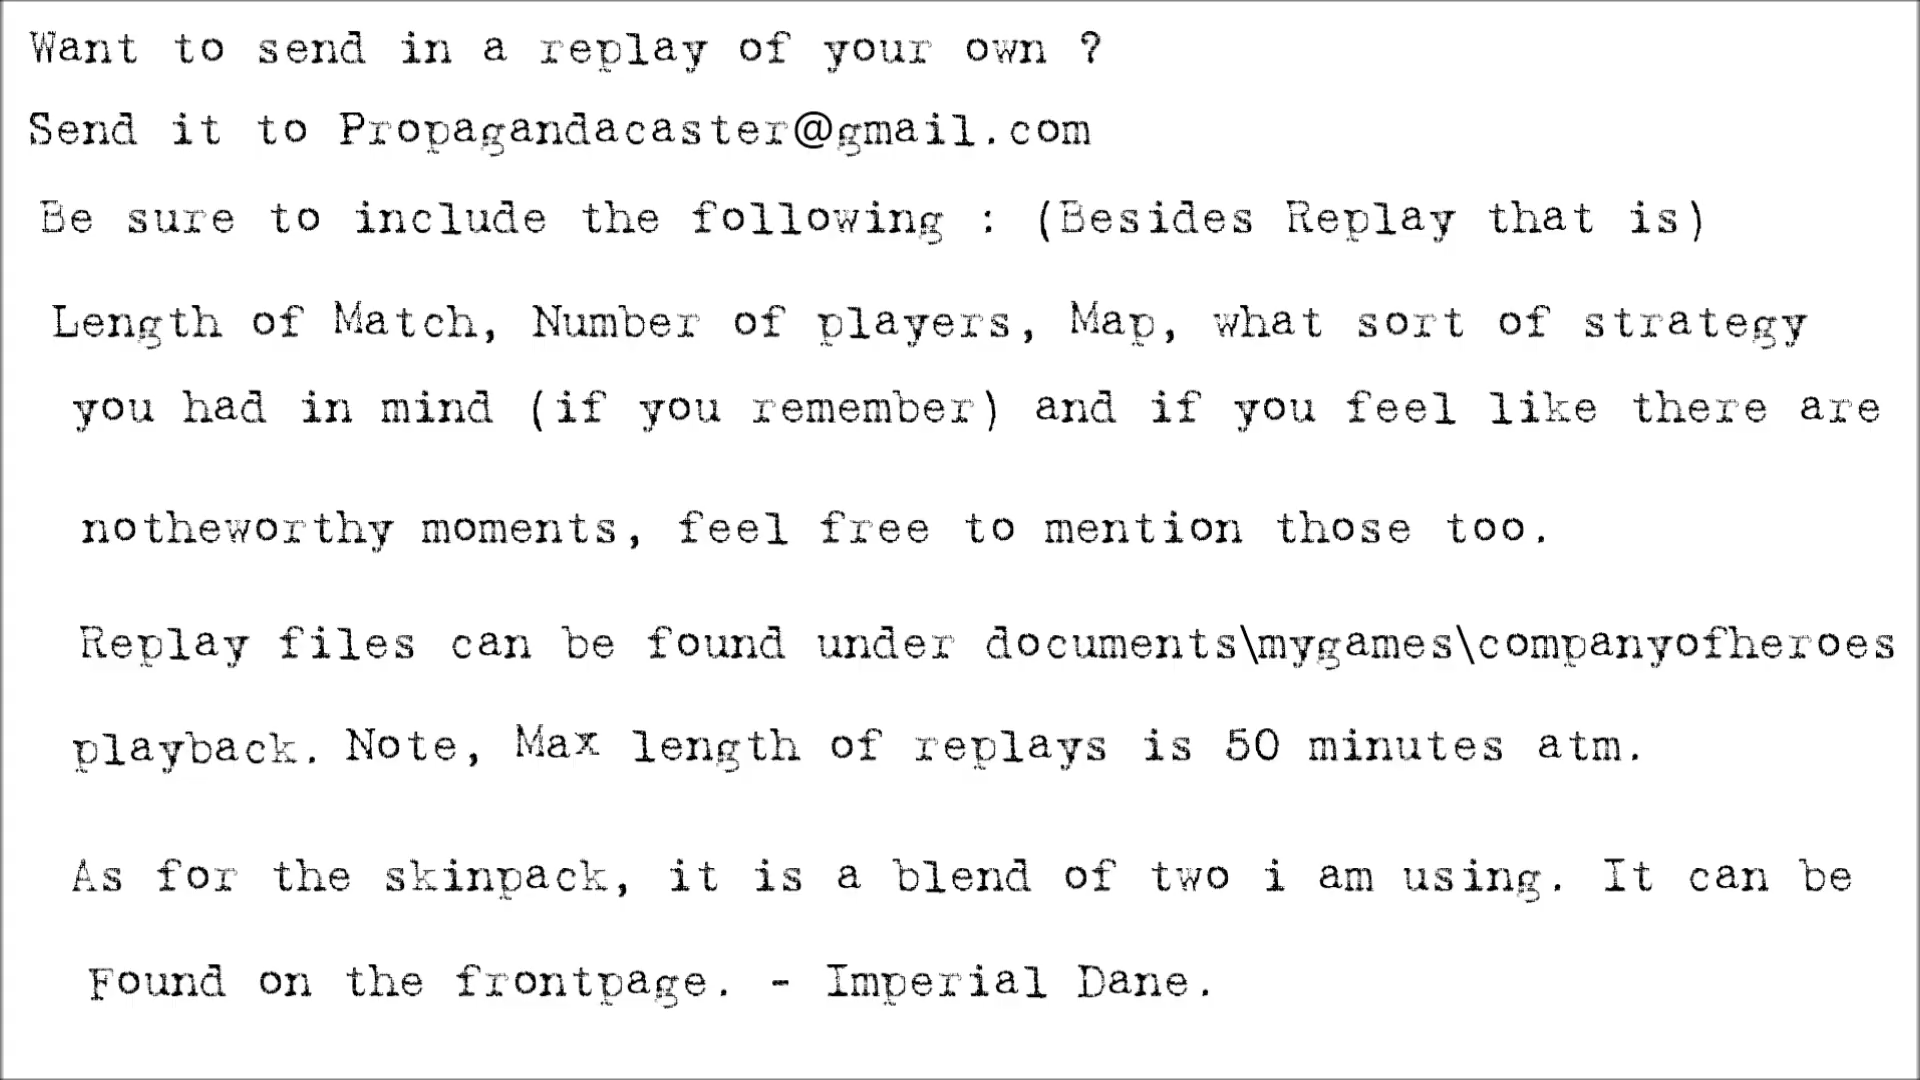 Want to send in a replay of your own ?
Send it to Propagandacaster@gmail.com
Be sure to include the following : (Besides Replay that is)
Length of Match, Number of players, Map, what sort of strategy
you had in mind (if you remember) and if you feel like there are
notheworthy moments, feel free to mention those too.
Replay files can be found under documents\mygames\companyofheroes
playback. Note, Max length of replays is 50 minutes atm.
As for the skinpack, it is a blend of two i am using. It can be
Found on the frontpage. - Imperial Dane.